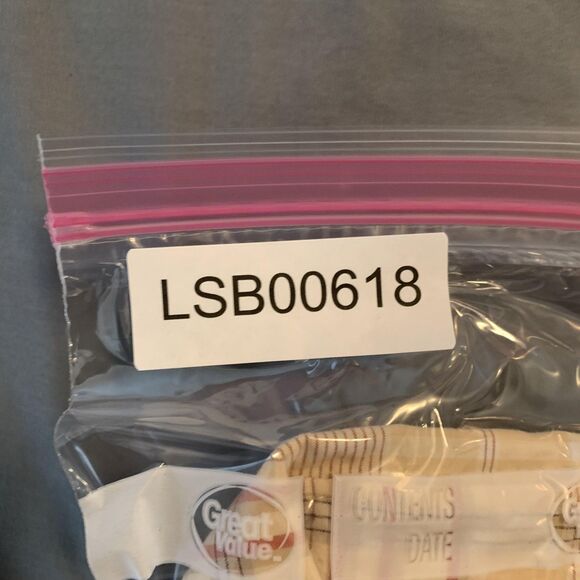 LSB00618
Great
Value
CONTENTS
DATE